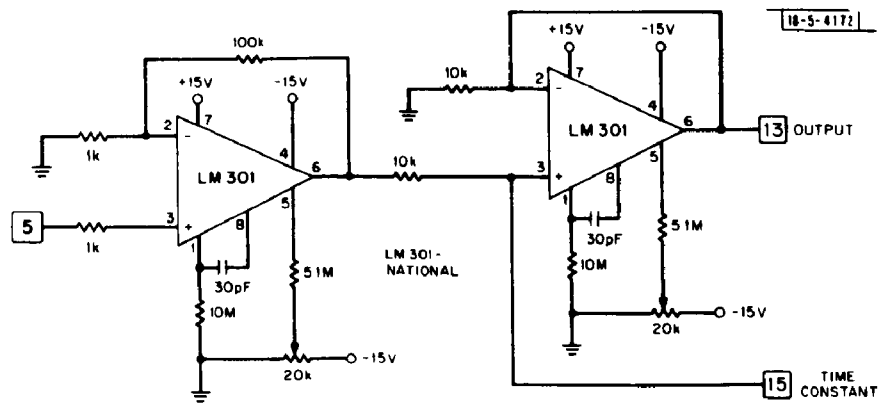 18-5-4172
100k
+15V
-15V
7
2
-
4
LM 301
6
1k
5
3
+
1k
5
8
1
30pF
10M
5.1M
20k
-15V
LM 301 -
NATIONAL
10k
10k
+15V
-15V
7
2
-
4
LM 301
6
13 OUTPUT
3
+
5
8
1
30pF
10M
5.1M
20k
-15V
15 TIME
CONSTANT